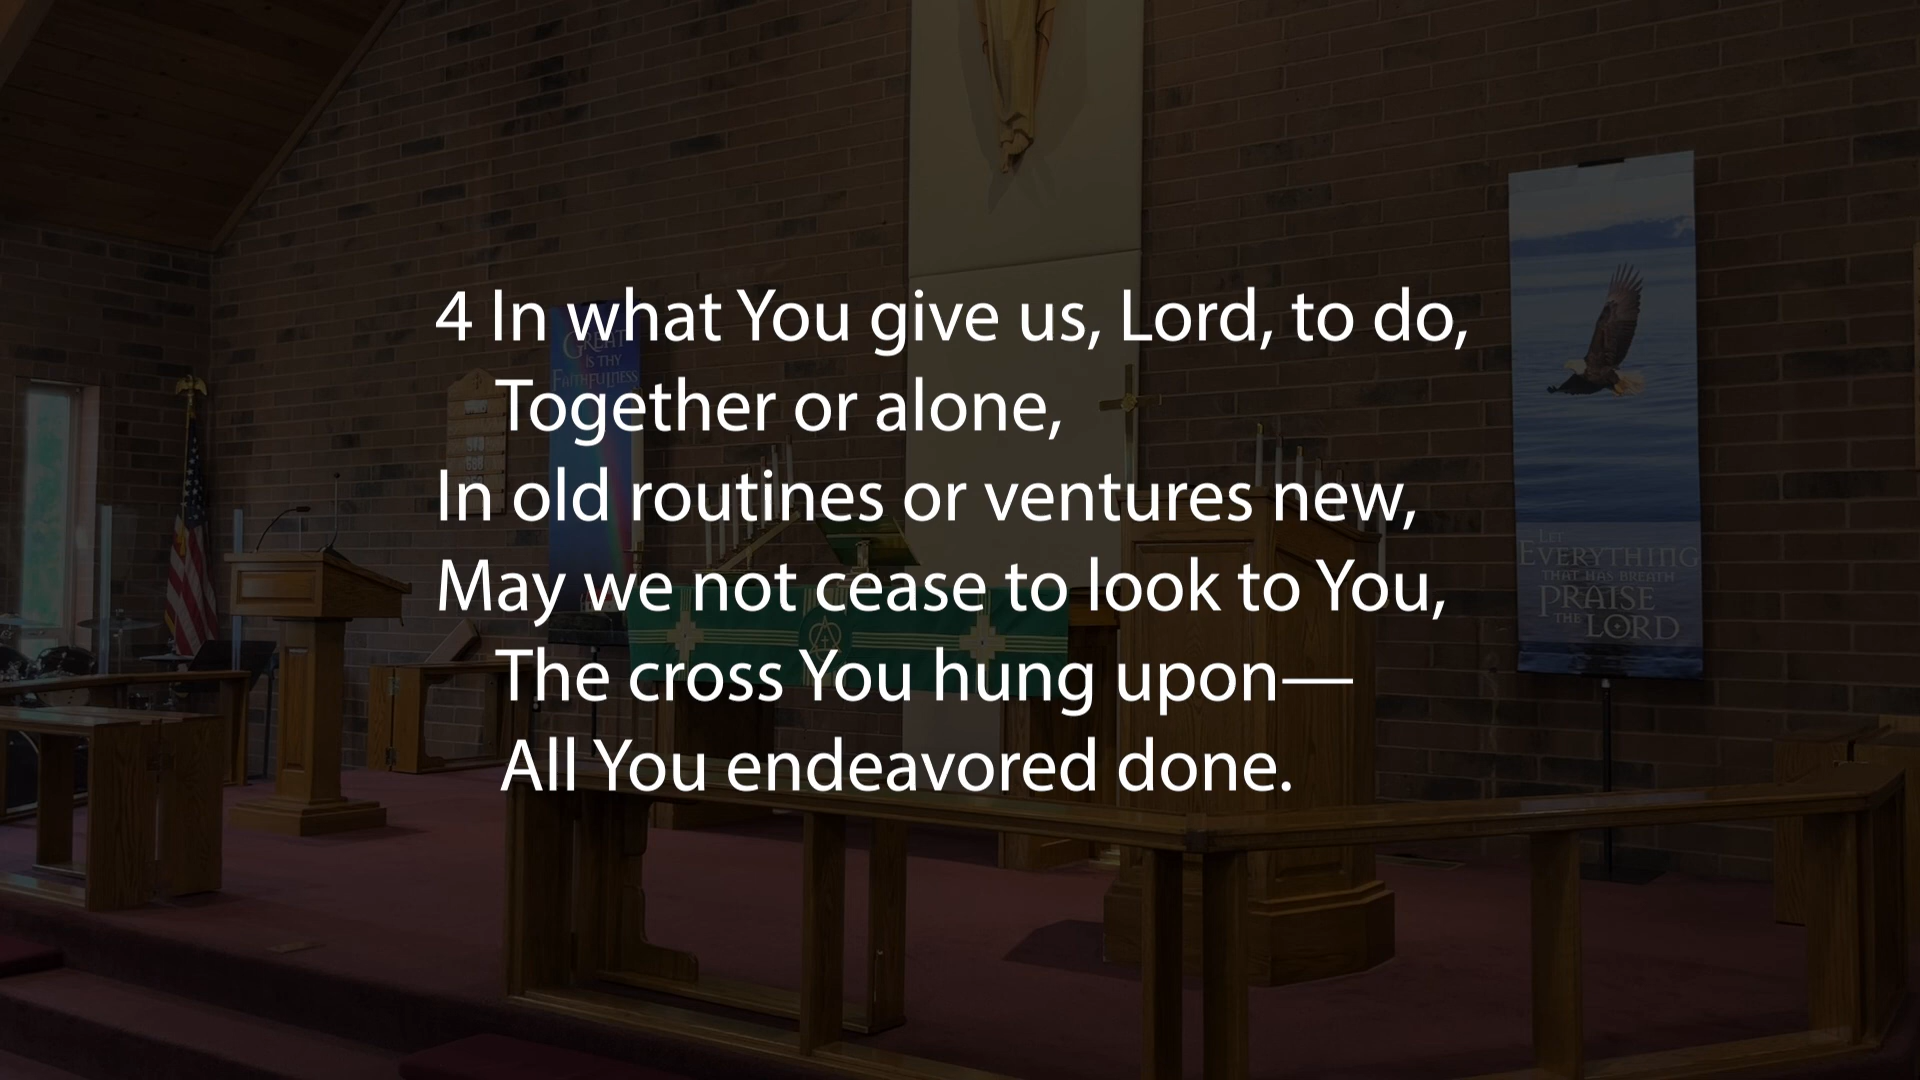 4 In what You give us, Lord, to do,
Together or alone,
In old routines or ventures new,
May we not cease to look to You,
The cross You hung upon—
All You endeavored done.
GREAT
IS THY
FAITHFULNESS
LET
EVERYTHING
THAT HAS BREATH
PRAISE
THE LORD